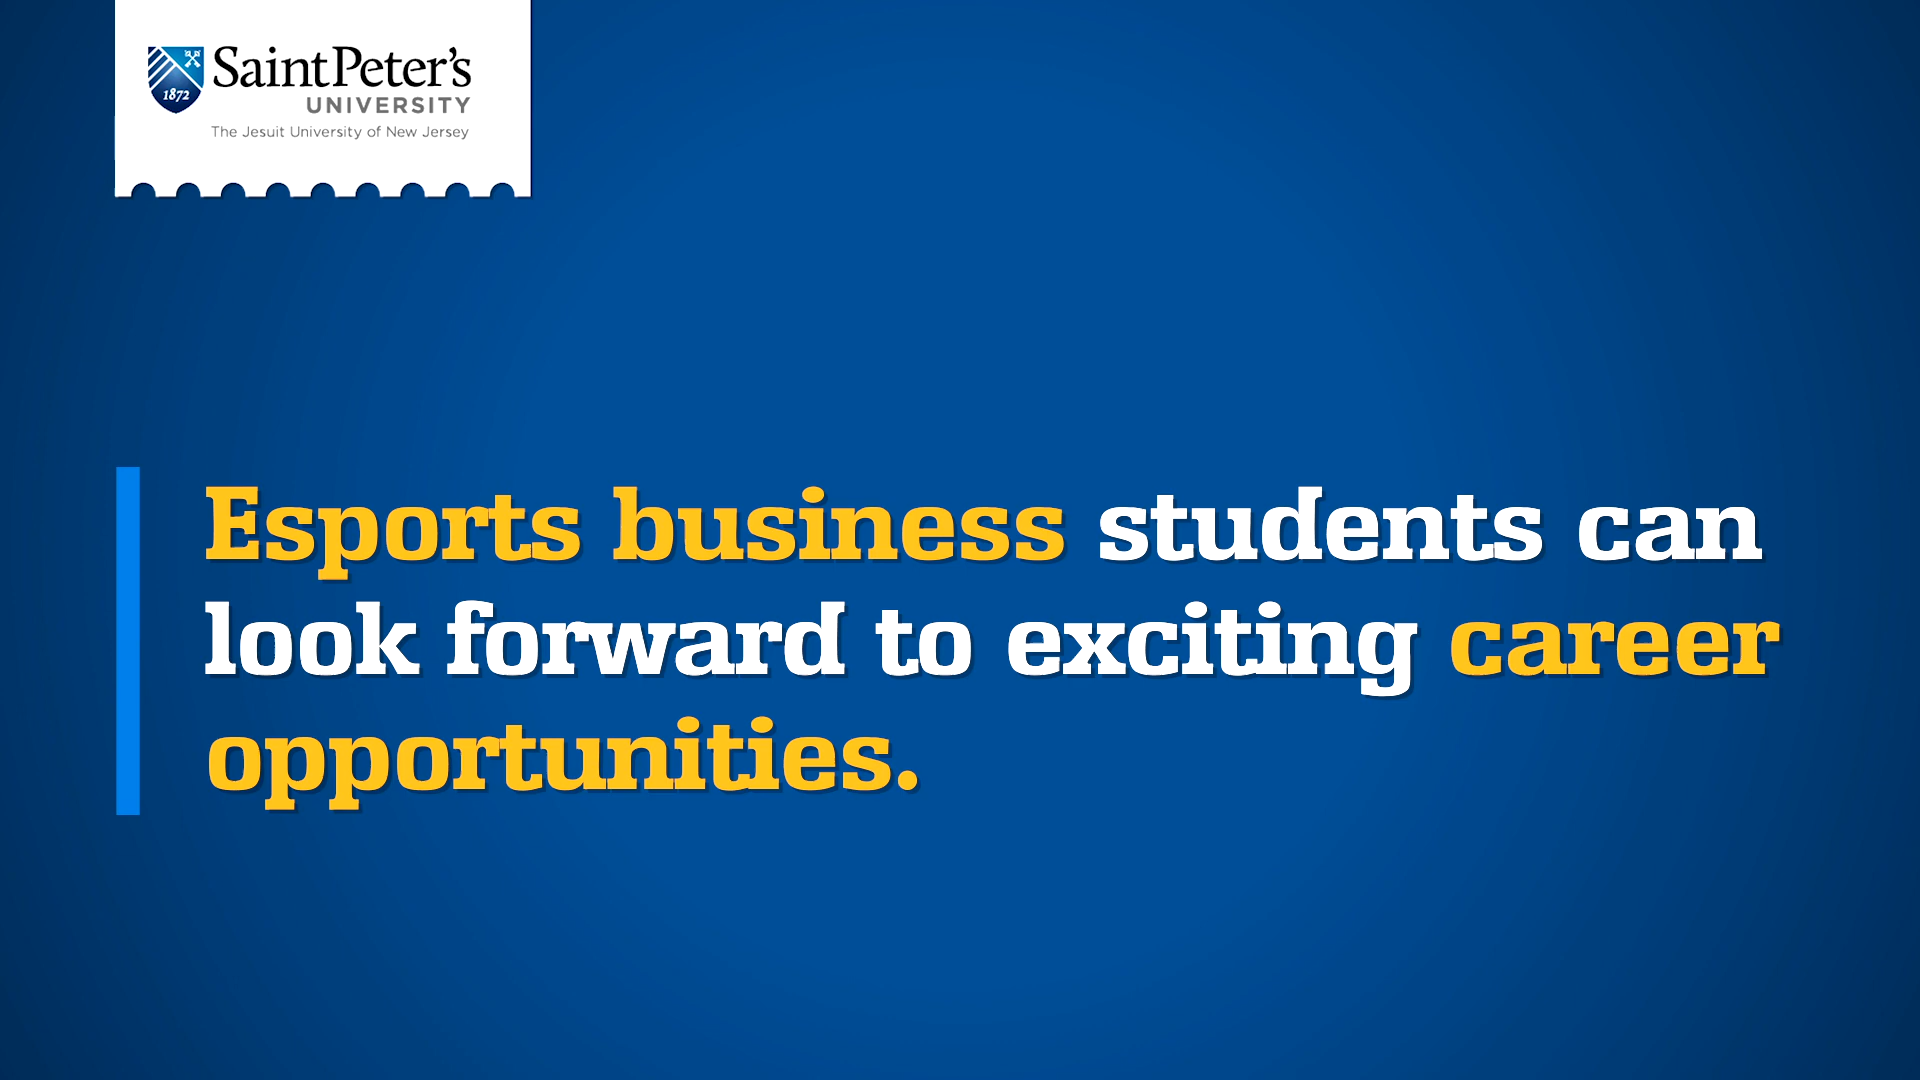 Saint Peter's
UNIVERSITY
1872
The Jesuit University of New Jersey
Esports business students can
look forward to exciting career
opportunities.